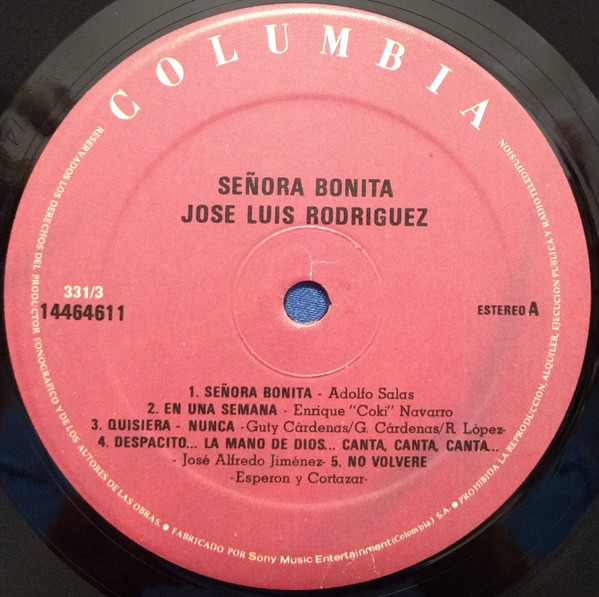 COLUMBIA
SEÑORA BONITA
JOSE LUIS RODRIGUEZ
33 1/3
14464611
ESTEREO A
1. SEÑORA BONITA - Adolfo Salas
2. EN UNA SEMANA - Enrique "Coki" Navarro
3. QUISIERA - NUNCA -Guty Cárdenas/G. Cárdenas/R. López-
4. DESPACITO... LA MANO DE DIOS... CANTA, CANTA, CANTA...
- José Alfredo Jiménez- 5. NO VOLVERE
-Esperon y Cortazar-
RESERVADOS LOS DERECHOS DEL PRODUCTOR FONOGRAFICO Y DE LOS AUTORES DE LAS OBRAS. ● FABRICADO POR Sony Music Entertainment (Colombia) S.A. ● PROHIBIDA LA REPRODUCCION, ALQUILER, EJECUCION PUBLICA Y RADIOTELEDIFUSION